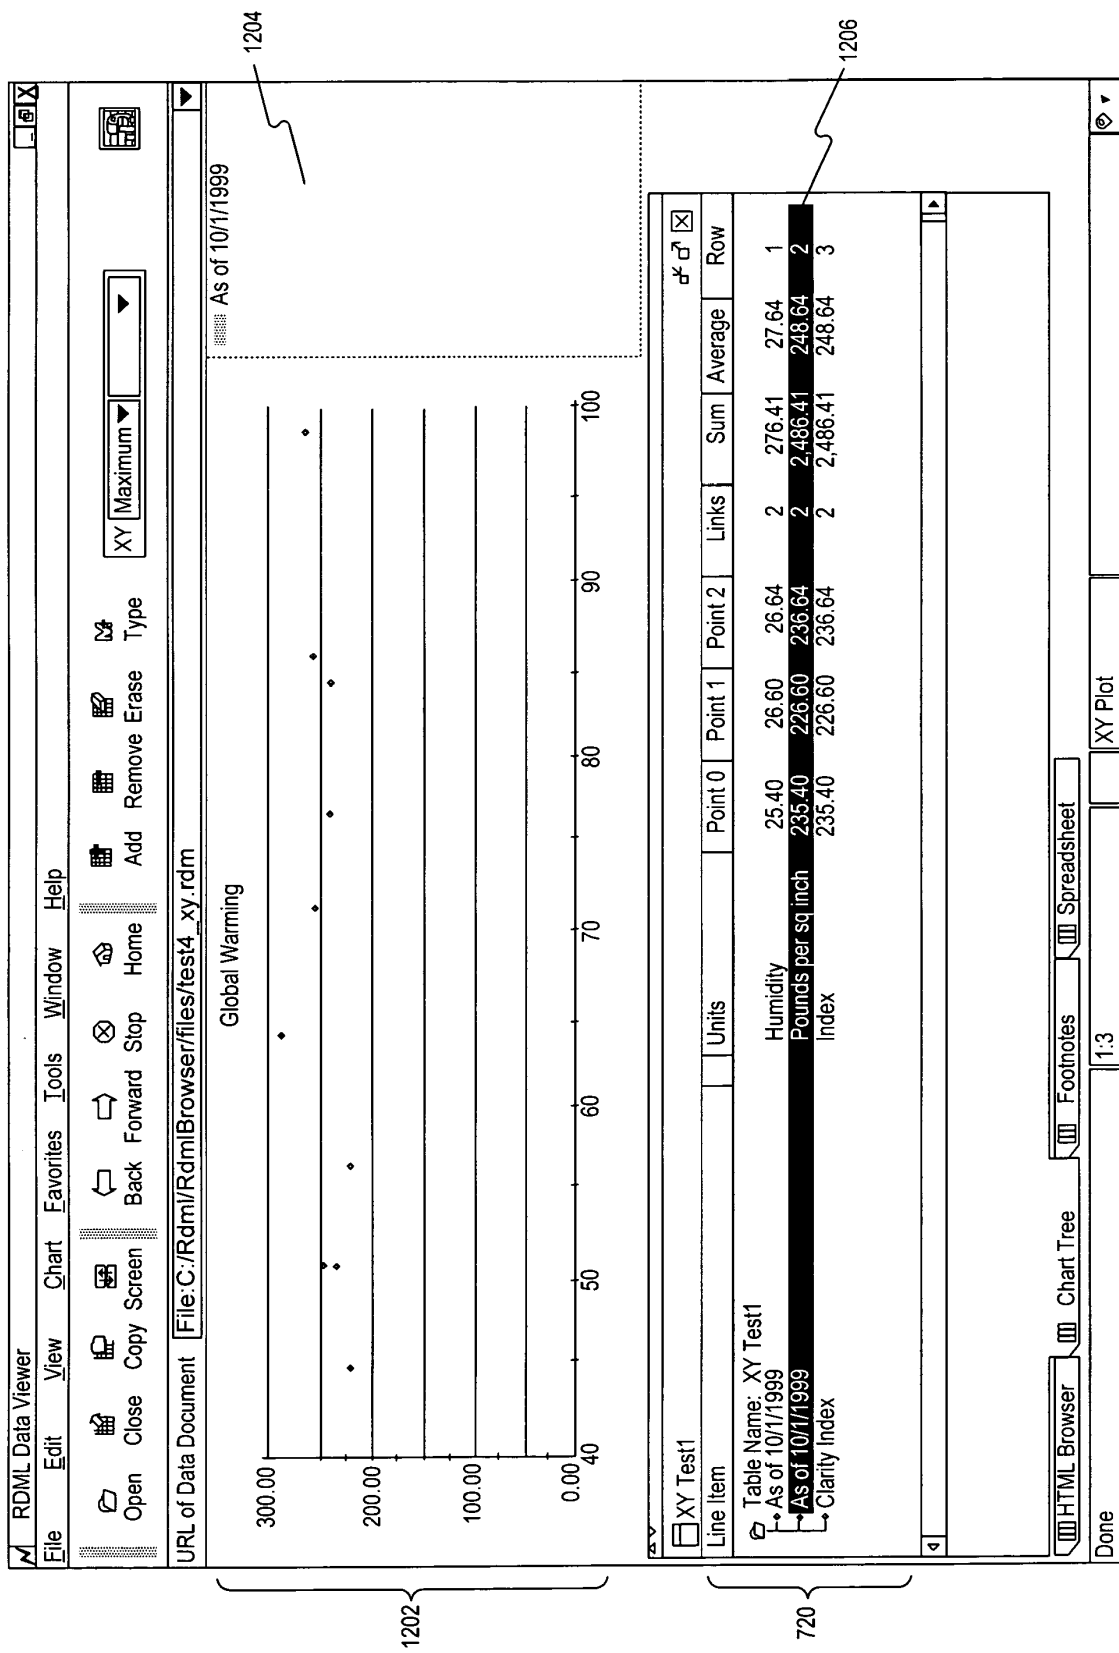 RDML Data Viewer
File Edit View Chart Favorites Tools Window Help
Open Close Copy Screen Back Forward Stop Home Add Remove Erase Type XY Maximum
URL of Data Document File:C:/Rdml/RdmlBrowser/files/test4_xy.rdm
Global Warming
As of 10/1/1999
1204
300.00
200.00
100.00
0.00
40 50 60 70 80 90 100
1202
XY Test1
Line Item Units Point 0 Point 1 Point 2 Links Sum Average Row
Table Name: XY Test1
As of 10/1/1999 Humidity 25.40 26.60 26.64 2 276.41 27.64 1
As of 10/1/1999 Pounds per sq inch 235.40 226.60 236.64 2 2,486.41 248.64 2
Clarity Index Index 235.40 226.60 236.64 2 2,486.41 248.64 3
720
1206
HTML Browser Chart Tree Footnotes Spreadsheet
Done 1:3 XY Plot